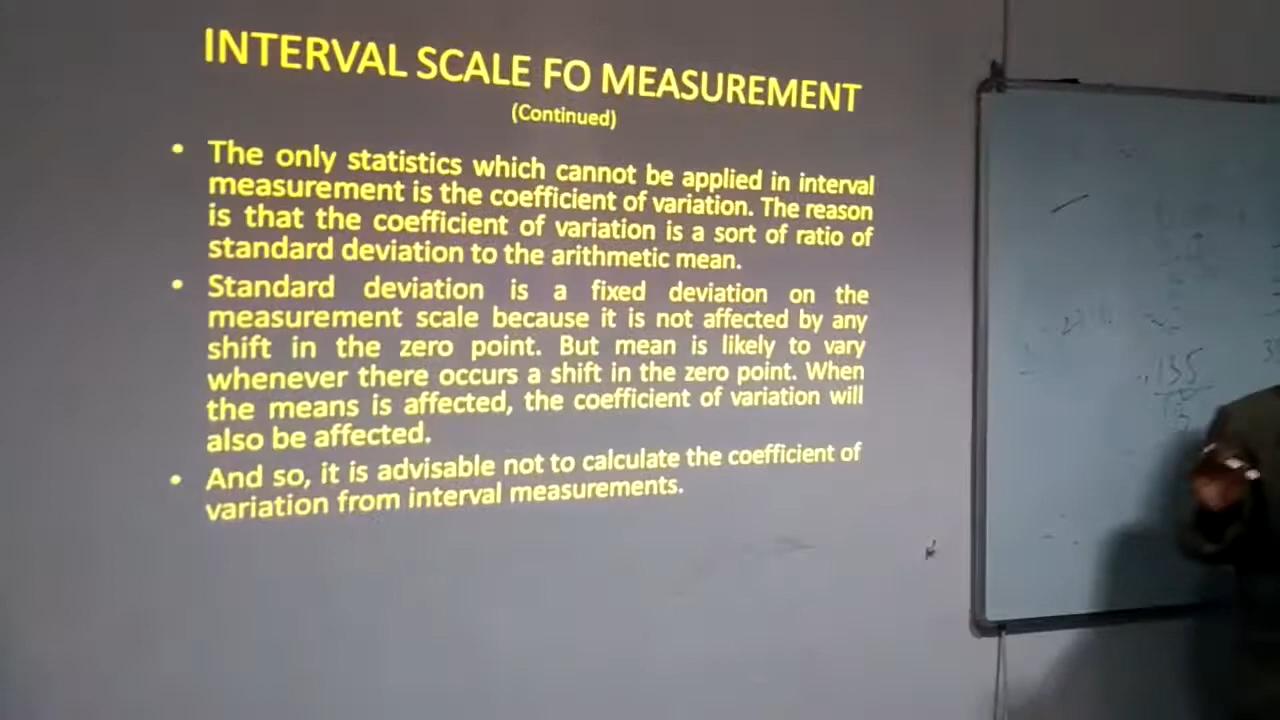 INTERVAL SCALE FO MEASUREMENT
(Continued)
• The only statistics which cannot be applied in interval
measurement is the coefficient of variation. The reason
is that the coefficient of variation is a sort of ratio of
standard deviation to the arithmetic mean.
• Standard deviation is a fixed deviation on the
measurement scale because it is not affected by any
shift in the zero point. But mean is likely to vary
whenever there occurs a shift in the zero point. When
the means is affected, the coefficient of variation will
also be affected.
• And so, it is advisable not to calculate the coefficient of
variation from interval measurements.
135